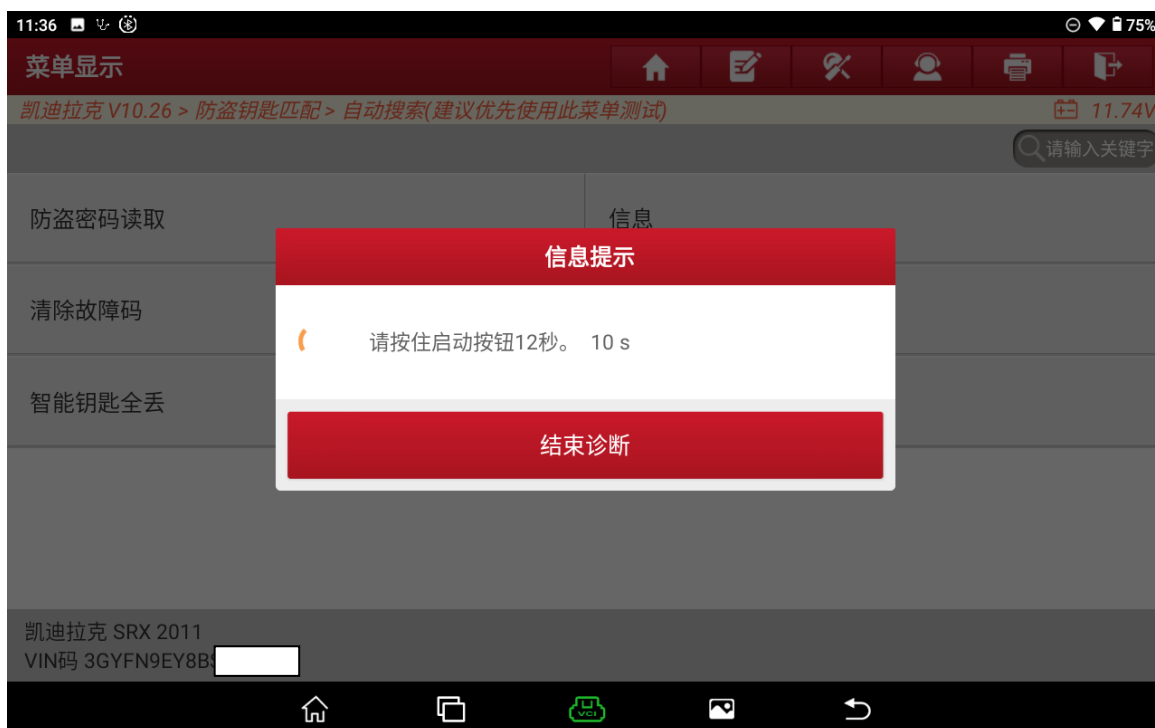 11:36
75%
菜单显示
凯迪拉克 V10.26 > 防盗钥匙匹配 > 自动搜索(建议优先使用此菜单测试)
11.74V
请输入关键字
防盗密码读取
信息
信息提示
清除故障码
请按住启动按钮12秒。 10 s
智能钥匙全丢
结束诊断
凯迪拉克 SRX 2011
VIN码 3GYFN9EY8B
VCI